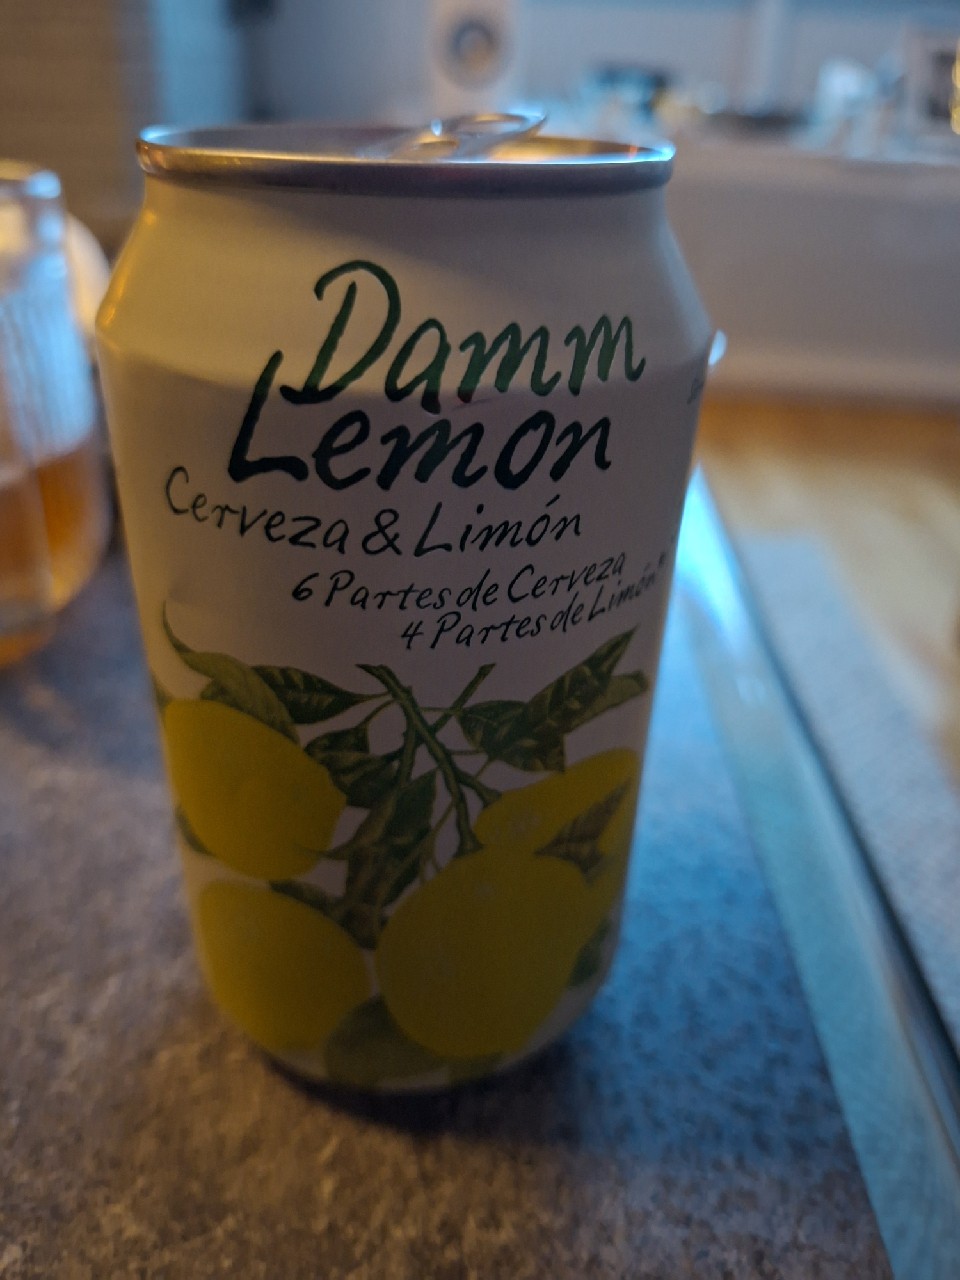 Damm
Lemon
Cerveza & Limón
6 Partes de Cerveza
4 Partes de Limón*